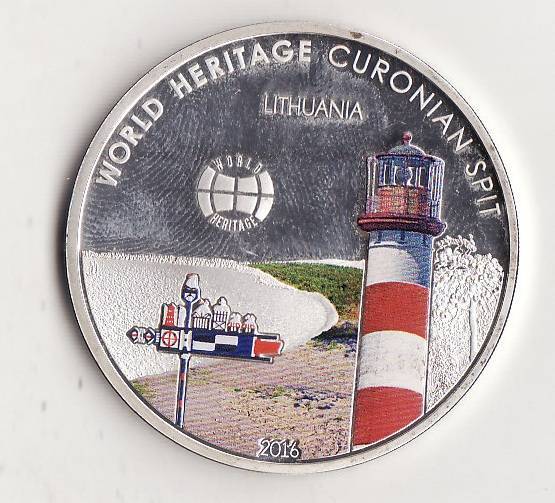 WORLD HERITAGE CURONIAN SPIT
LITHUANIA
WORLD
HERITAGE
2016